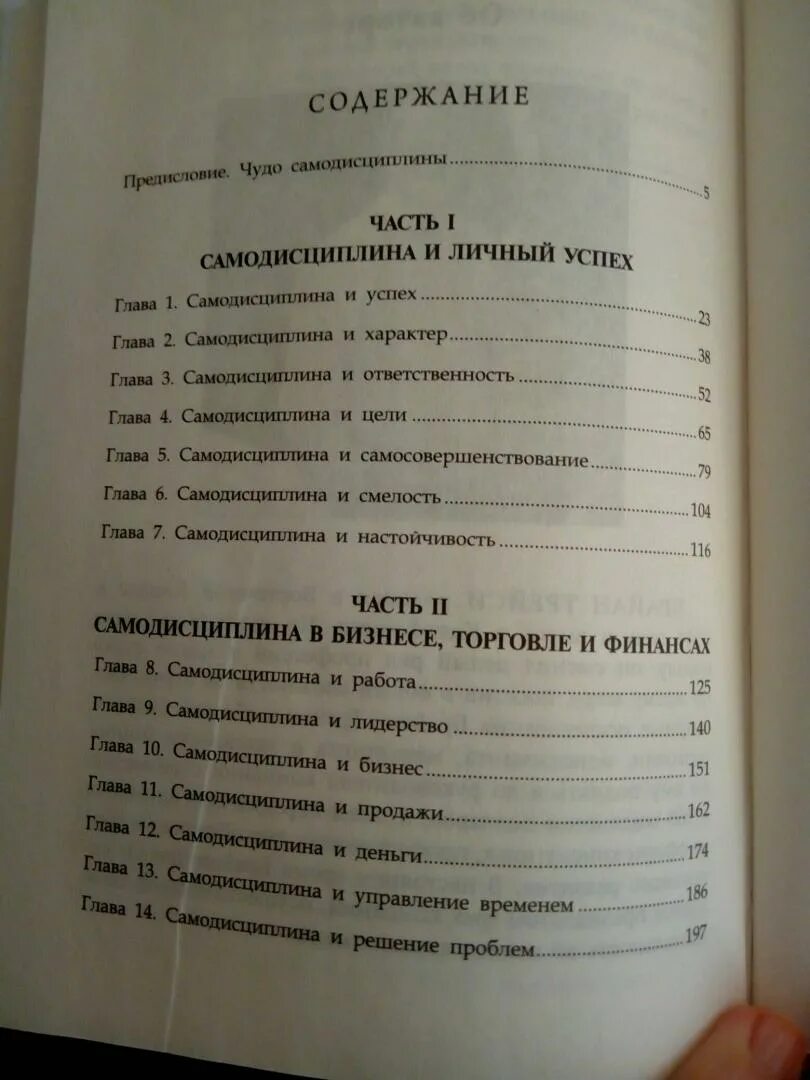 СОДЕРЖАНИЕ
Предисловие. Чудо самодисциплины 5
ЧАСТЬ I
САМОДИСЦИПЛИНА И ЛИЧНЫЙ УСПЕХ
Глава 1. Самодисциплина и успех 23
Глава 2. Самодисциплина и характер 38
Глава 3. Самодисциплина и ответственность 52
Глава 4. Самодисциплина и цели 65
Глава 5. Самодисциплина и самосовершенствование 79
Глава 6. Самодисциплина и смелость 104
Глава 7. Самодисциплина и настойчивость 116
ЧАСТЬ II
САМОДИСЦИПЛИНА В БИЗНЕСЕ, ТОРГОВЛЕ И ФИНАНСАХ
Глава 8. Самодисциплина и работа 125
Глава 9. Самодисциплина и лидерство 140
Глава 10. Самодисциплина и бизнес 151
Глава 11. Самодисциплина и продажи 162
Глава 12. Самодисциплина и деньги 174
Глава 13. Самодисциплина и управление временем 186
Глава 14. Самодисциплина и решение проблем 197